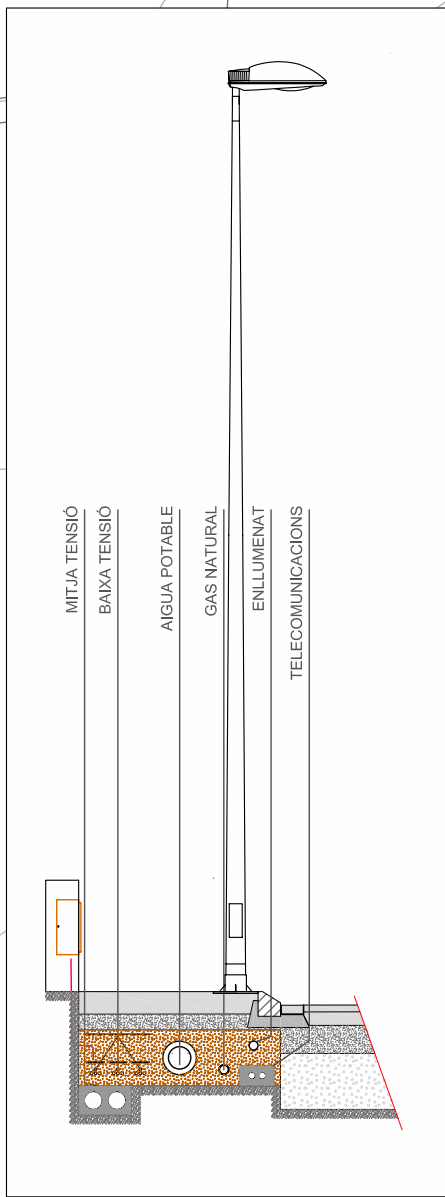 MITJA TENSIÓ
BAIXA TENSIÓ
AIGUA POTABLE
GAS NATURAL
ENLLUMENAT
TELECOMUNICACIONS